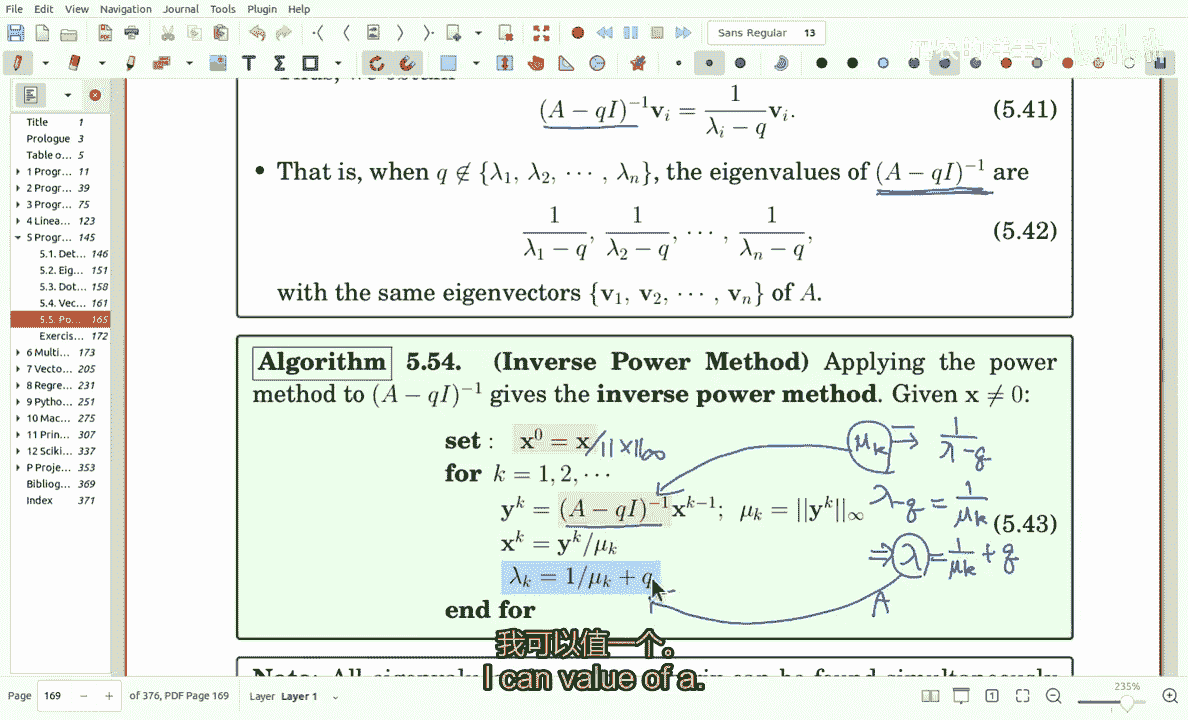 File Edit View Navigation Journal Tools Plugin Help
Sans Regular 13
Title 1
Prologue 3
Table o... 5
1 Progr... 11
2 Progr... 39
3 Progr... 75
4 Linea... 123
5 Progr... 145
5.1. Det... 146
5.2. Eig... 151
5.3. Dot... 158
5.4. Vec... 161
5.5. Po... 165
Exercis... 172
6 Multi... 173
7 Vecto... 205
8 Regre... 231
9 Pytho... 251
10 Mac... 275
11 Prin... 307
12 Sciki... 337
P Proje... 353
Bibliog... 369
Index 371
(A − qI)⁻¹vᵢ = 1/(λᵢ − q) vᵢ. (5.41)
• That is, when q ∉ {λ₁, λ₂, ⋯ , λₙ}, the eigenvalues of (A − qI)⁻¹ are
1/(λ₁ − q), 1/(λ₂ − q), ⋯ , 1/(λₙ − q), (5.42)
with the same eigenvectors {v₁, v₂, ⋯ , vₙ} of A.
Algorithm 5.54. (Inverse Power Method) Applying the power
method to (A − qI)⁻¹ gives the inverse power method. Given x ≠ 0:
set : x⁰ = x /||x||∞
for k = 1, 2, ⋯
yᵏ = (A − qI)⁻¹xᵏ⁻¹; μₖ = ||yᵏ||∞ (5.43)
xᵏ = yᵏ/μₖ
λₖ = 1/μₖ + q
end for
μₖ ⇒ 1/(λ−q)
λ−q = 1/μₖ
⇒ λ = 1/μₖ + q
A
我可以值一个。
I can value of a.
Page 169 of 376, PDF Page 169 Layer Layer 1 235%